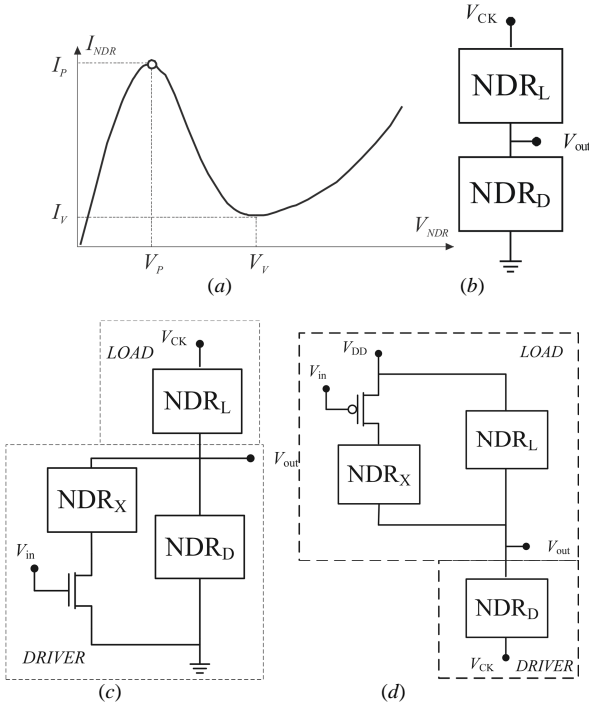 I_NDR
I_P
I_V
V_P
V_V
V_NDR
(a)
V_CK
NDR_L
V_out
NDR_D
(b)
LOAD
V_CK
NDR_L
V_out
NDR_X
NDR_D
V_in
DRIVER
(c)
LOAD
V_DD
V_in
NDR_L
NDR_X
V_out
NDR_D
V_CK
DRIVER
(d)